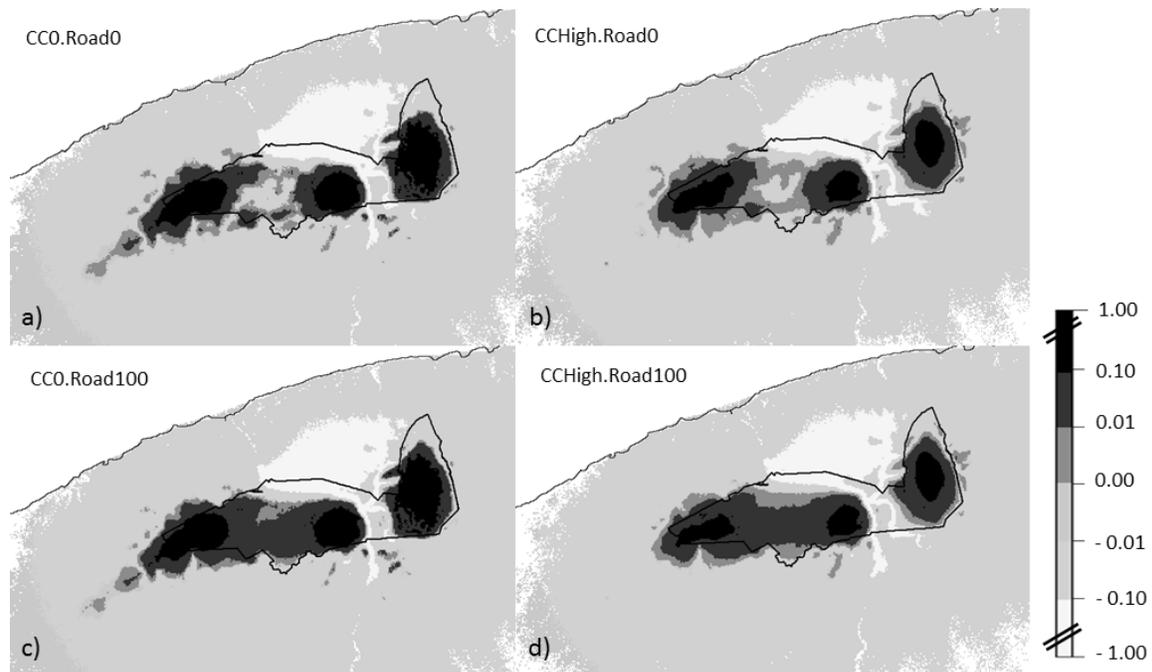 CC0.Road0
CCHigh.Road0
a)
b)
CC0.Road100
CCHigh.Road100
c)
d)
1.00
0.10
0.01
0.00
- 0.01
- 0.10
- 1.00